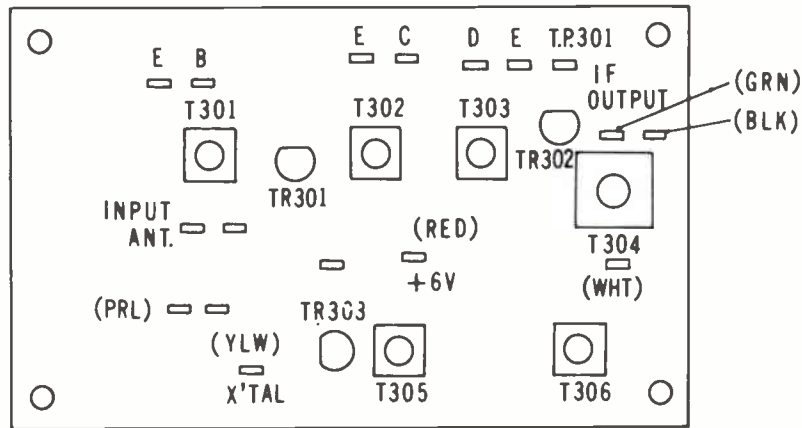 E B
E C
D E T.P.301
IF OUTPUT
(GRN)
(BLK)
T301
T302
T303
TR301
TR302
INPUT ANT.
T304
(RED)
+6V
(WHT)
(PRL)
TR303
(YLW)
X'TAL
T305
T306